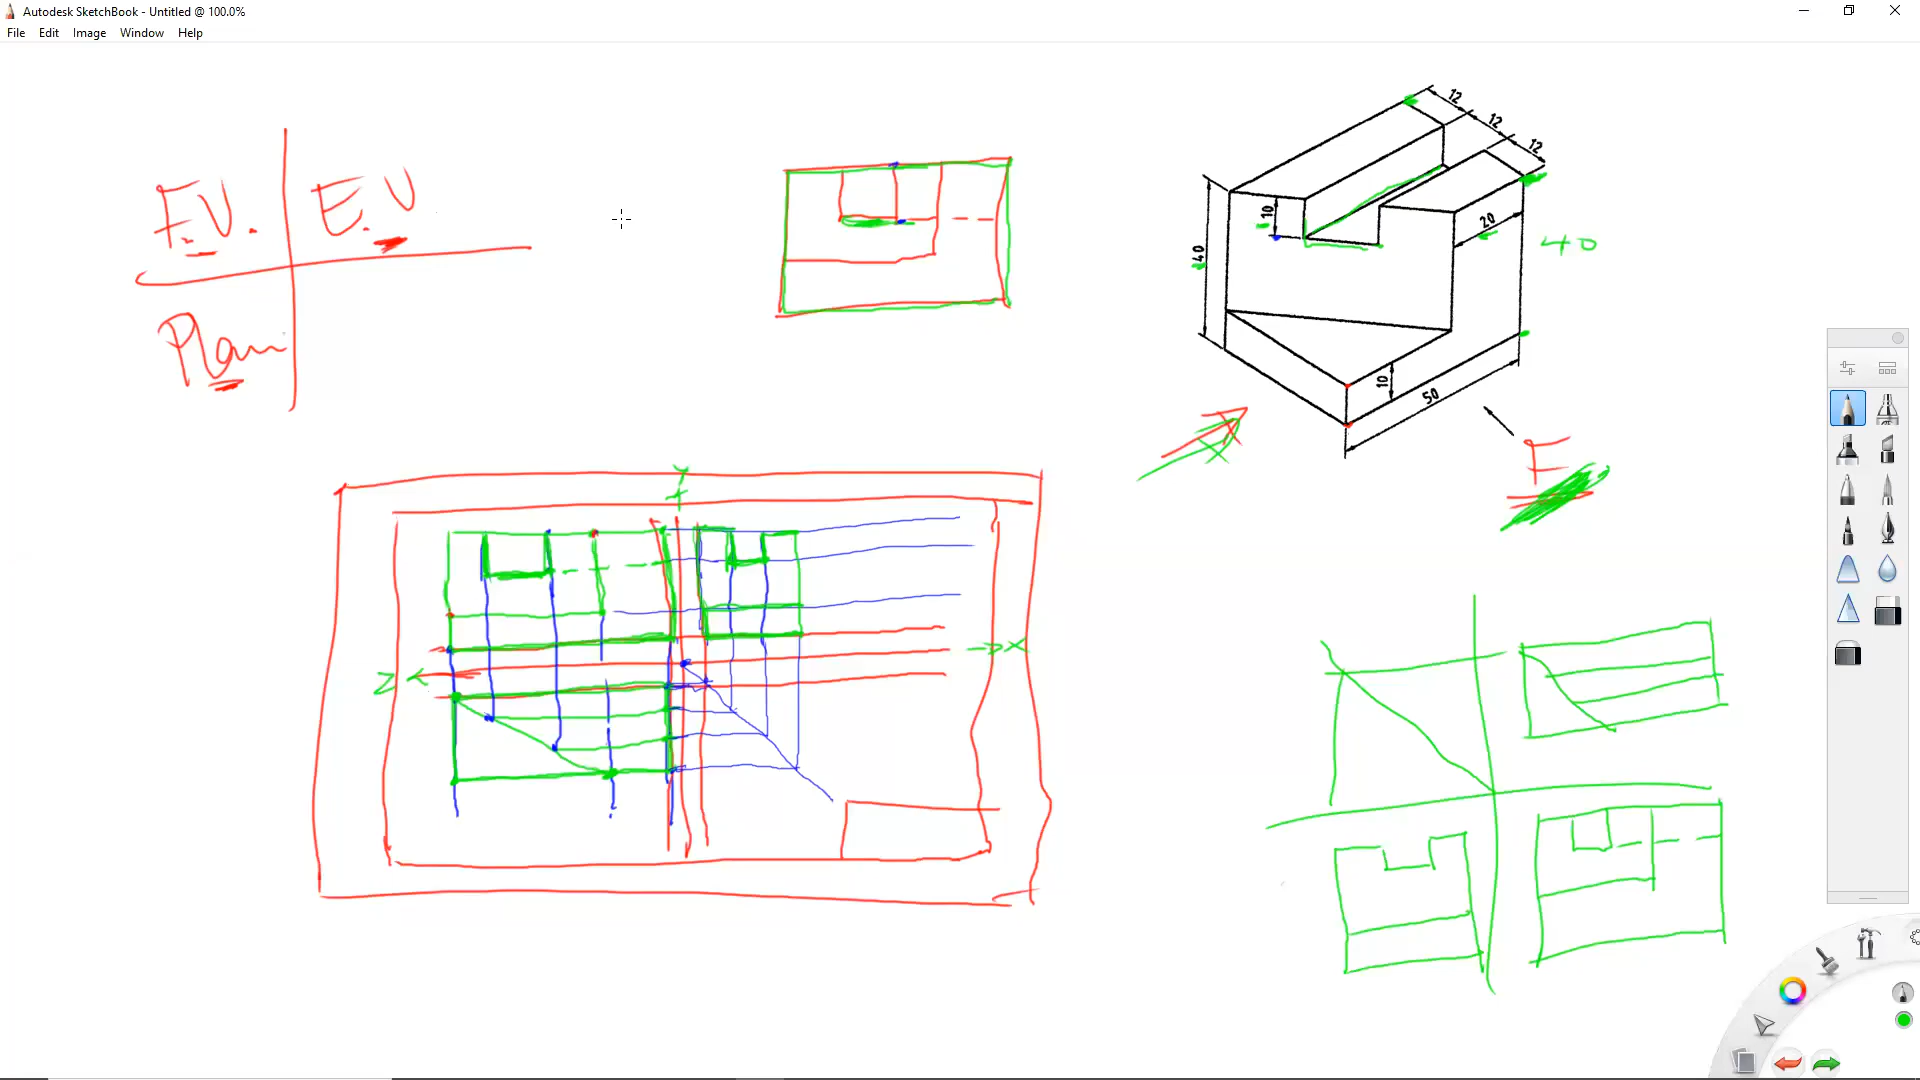 Autodesk SketchBook - Untitled @ 100.0%
File Edit Image Window Help
F.V. E.V
Plan
12
12
12
10
20
40
40
10
50
F
Y
X
Z